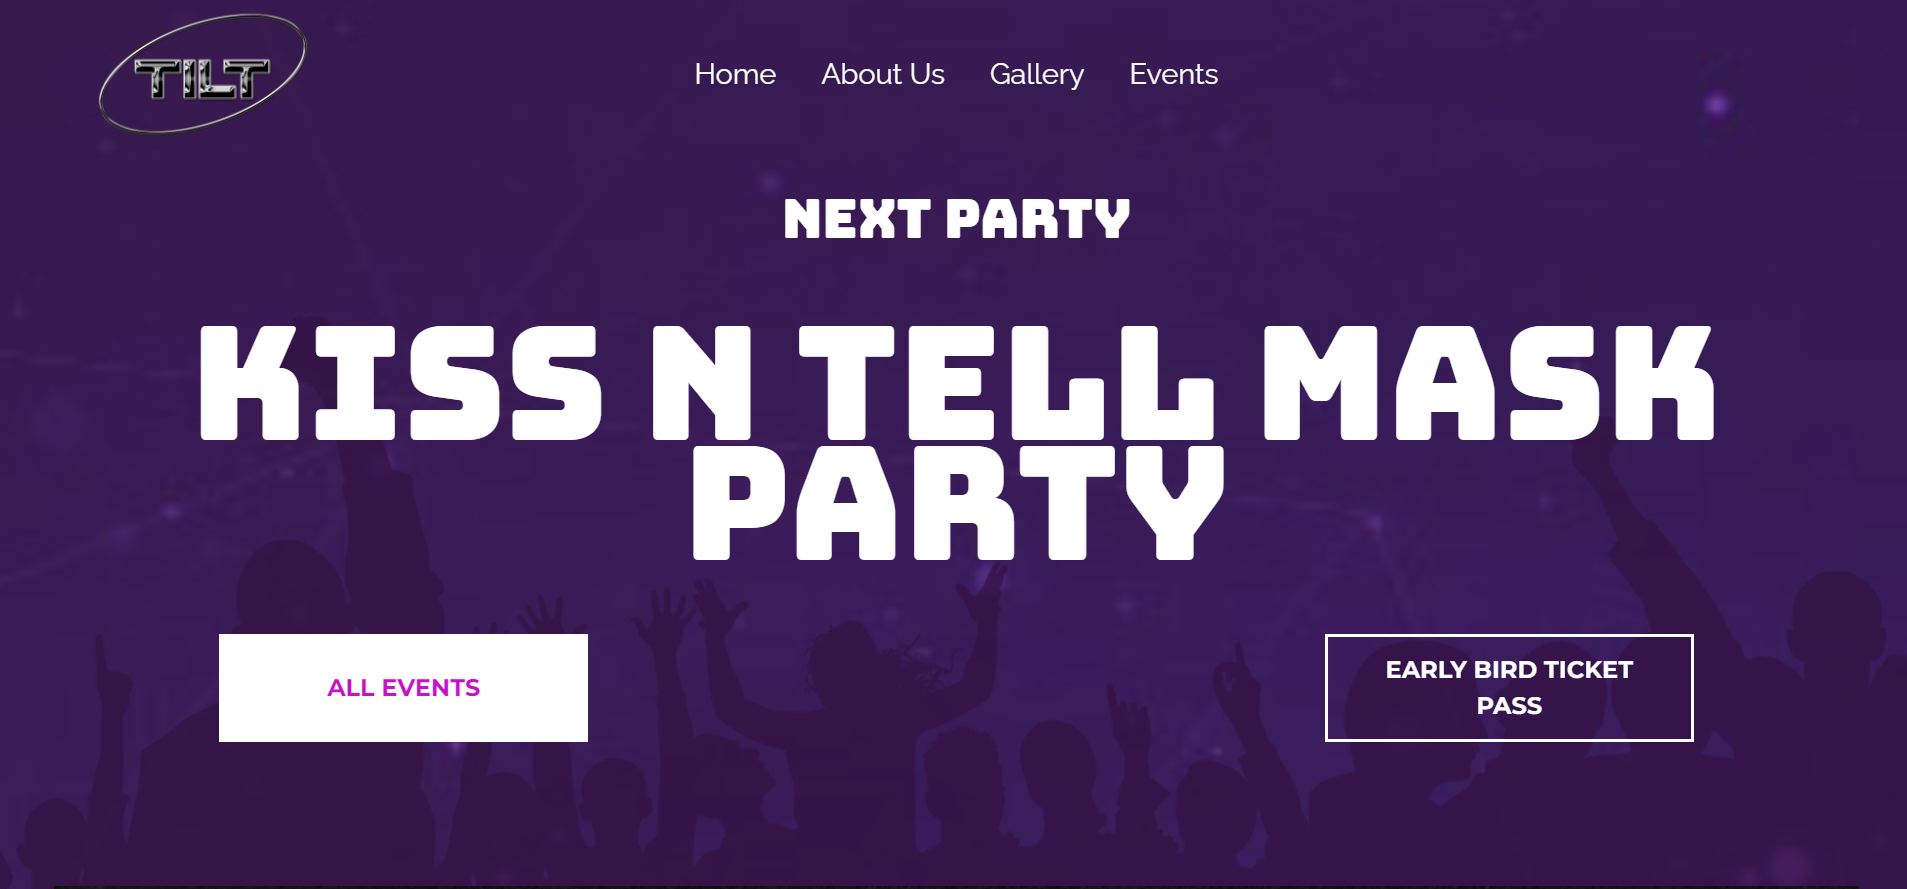 TILT
Home About Us Gallery Events
NEXT PARTY
KISS N TELL MASK
PARTY
ALL EVENTS
EARLY BIRD TICKET
PASS